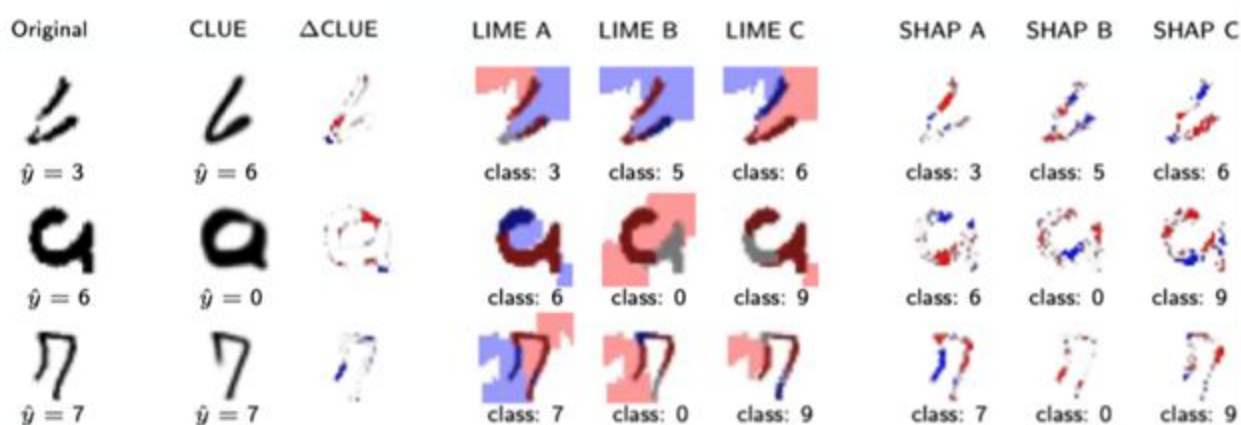 Original CLUE ΔCLUE LIME A LIME B LIME C SHAP A SHAP B SHAP C
ŷ = 3 ŷ = 6 class: 3 class: 5 class: 6 class: 3 class: 5 class: 6
ŷ = 6 ŷ = 0 class: 6 class: 0 class: 9 class: 6 class: 0 class: 9
ŷ = 7 ŷ = 7 class: 7 class: 0 class: 9 class: 7 class: 0 class: 9